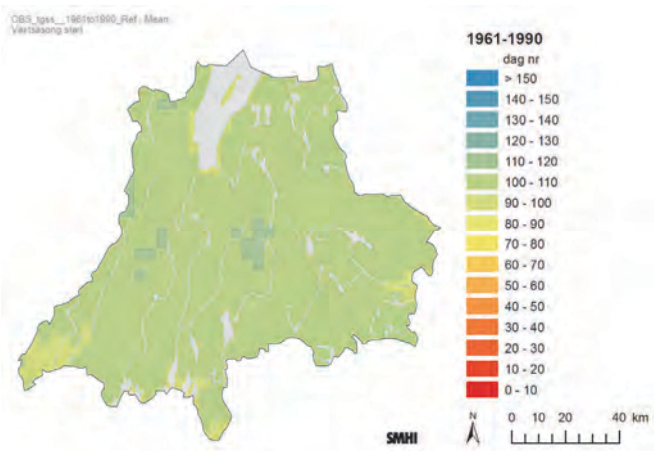 OBS_tgss__1961to1990_Ref : Mean
Växtsäsong start
1961-1990
dag nr
> 150
140 - 150
130 - 140
120 - 130
110 - 120
100 - 110
90 - 100
80 - 90
70 - 80
60 - 70
50 - 60
40 - 50
30 - 40
20 - 30
10 - 20
0 - 10
N
0 10 20 40 km
SMHI